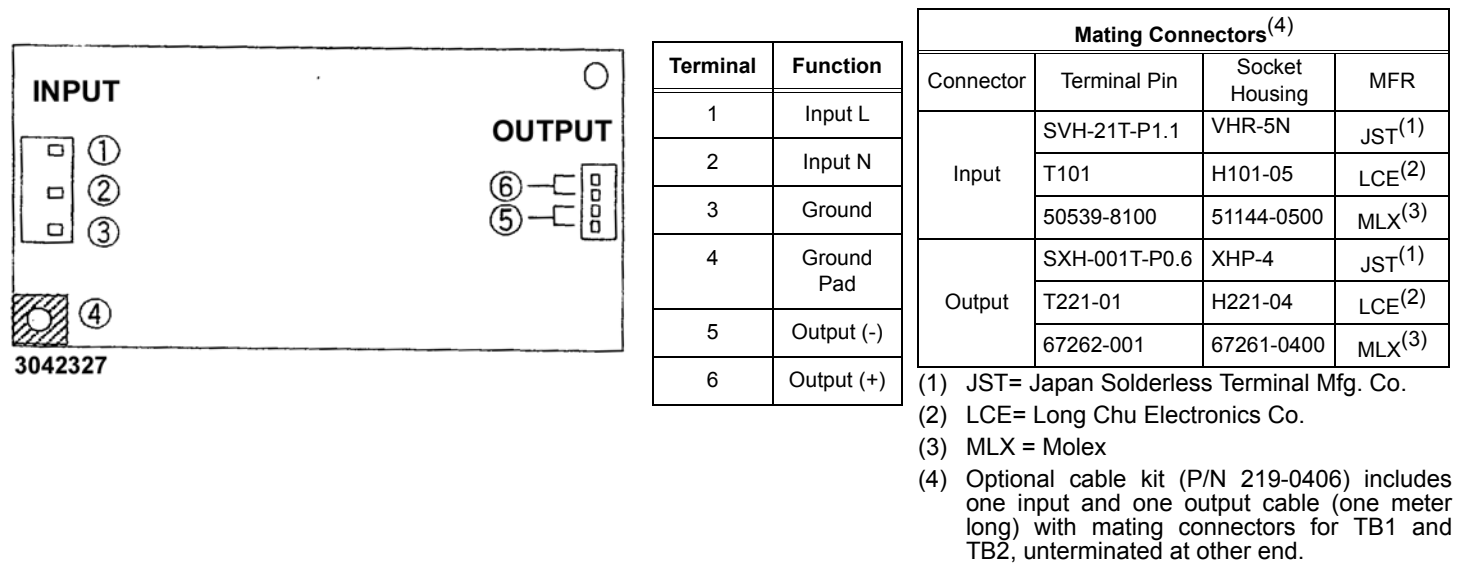 INPUT
OUTPUT
①
②
③
⑥
⑤
④
3042327
Terminal Function
1 Input L
2 Input N
3 Ground
4 Ground
Pad
5 Output (-)
6 Output (+)
Mating Connectors(4)
Connector Terminal Pin Socket
Housing MFR
Input
SVH-21T-P1.1 VHR-5N JST(1)
T101 H101-05 LCE(2)
50539-8100 51144-0500 MLX(3)
Output
SXH-001T-P0.6 XHP-4 JST(1)
T221-01 H221-04 LCE(2)
67262-001 67261-0400 MLX(3)
(1) JST= Japan Solderless Terminal Mfg. Co.
(2) LCE= Long Chu Electronics Co.
(3) MLX = Molex
(4) Optional cable kit (P/N 219-0406) includes
one input and one output cable (one meter
long) with mating connectors for TB1 and
TB2, unterminated at other end.